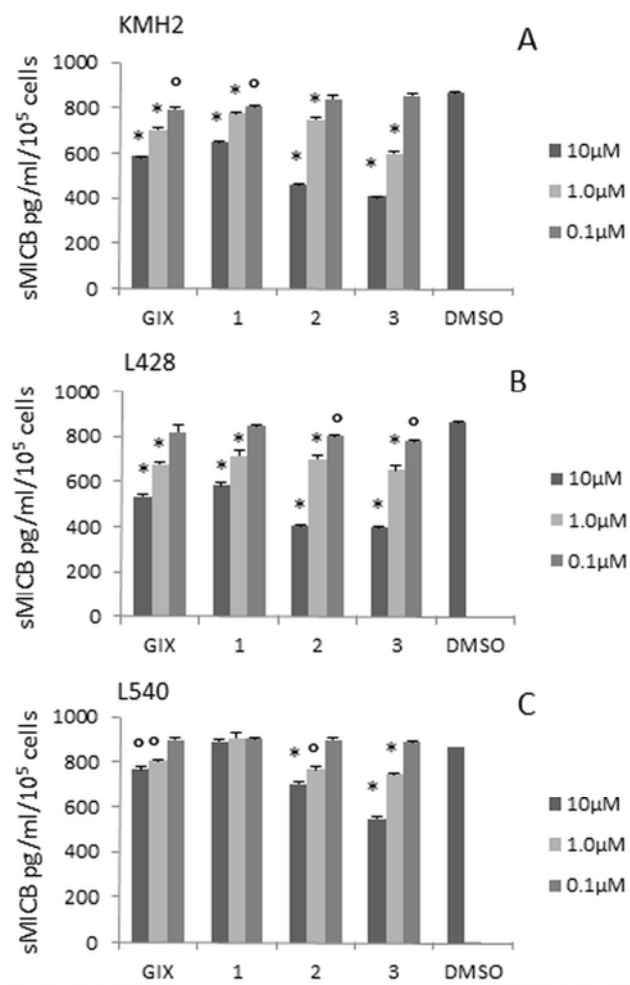 KMH2
A
sMICB pg/ml/10⁵ cells
1000
800
600
400
200
0
* * o
* * o
* *
* *
GIX 1 2 3 DMSO
10µM
1.0µM
0.1µM
L428
B
sMICB pg/ml/10⁵ cells
1000
800
600
400
200
0
* *
* *
* * o
* * o
GIX 1 2 3 DMSO
10µM
1.0µM
0.1µM
L540
C
sMICB pg/ml/10⁵ cells
1000
800
600
400
200
0
o o
* o
* *
GIX 1 2 3 DMSO
10µM
1.0µM
0.1µM